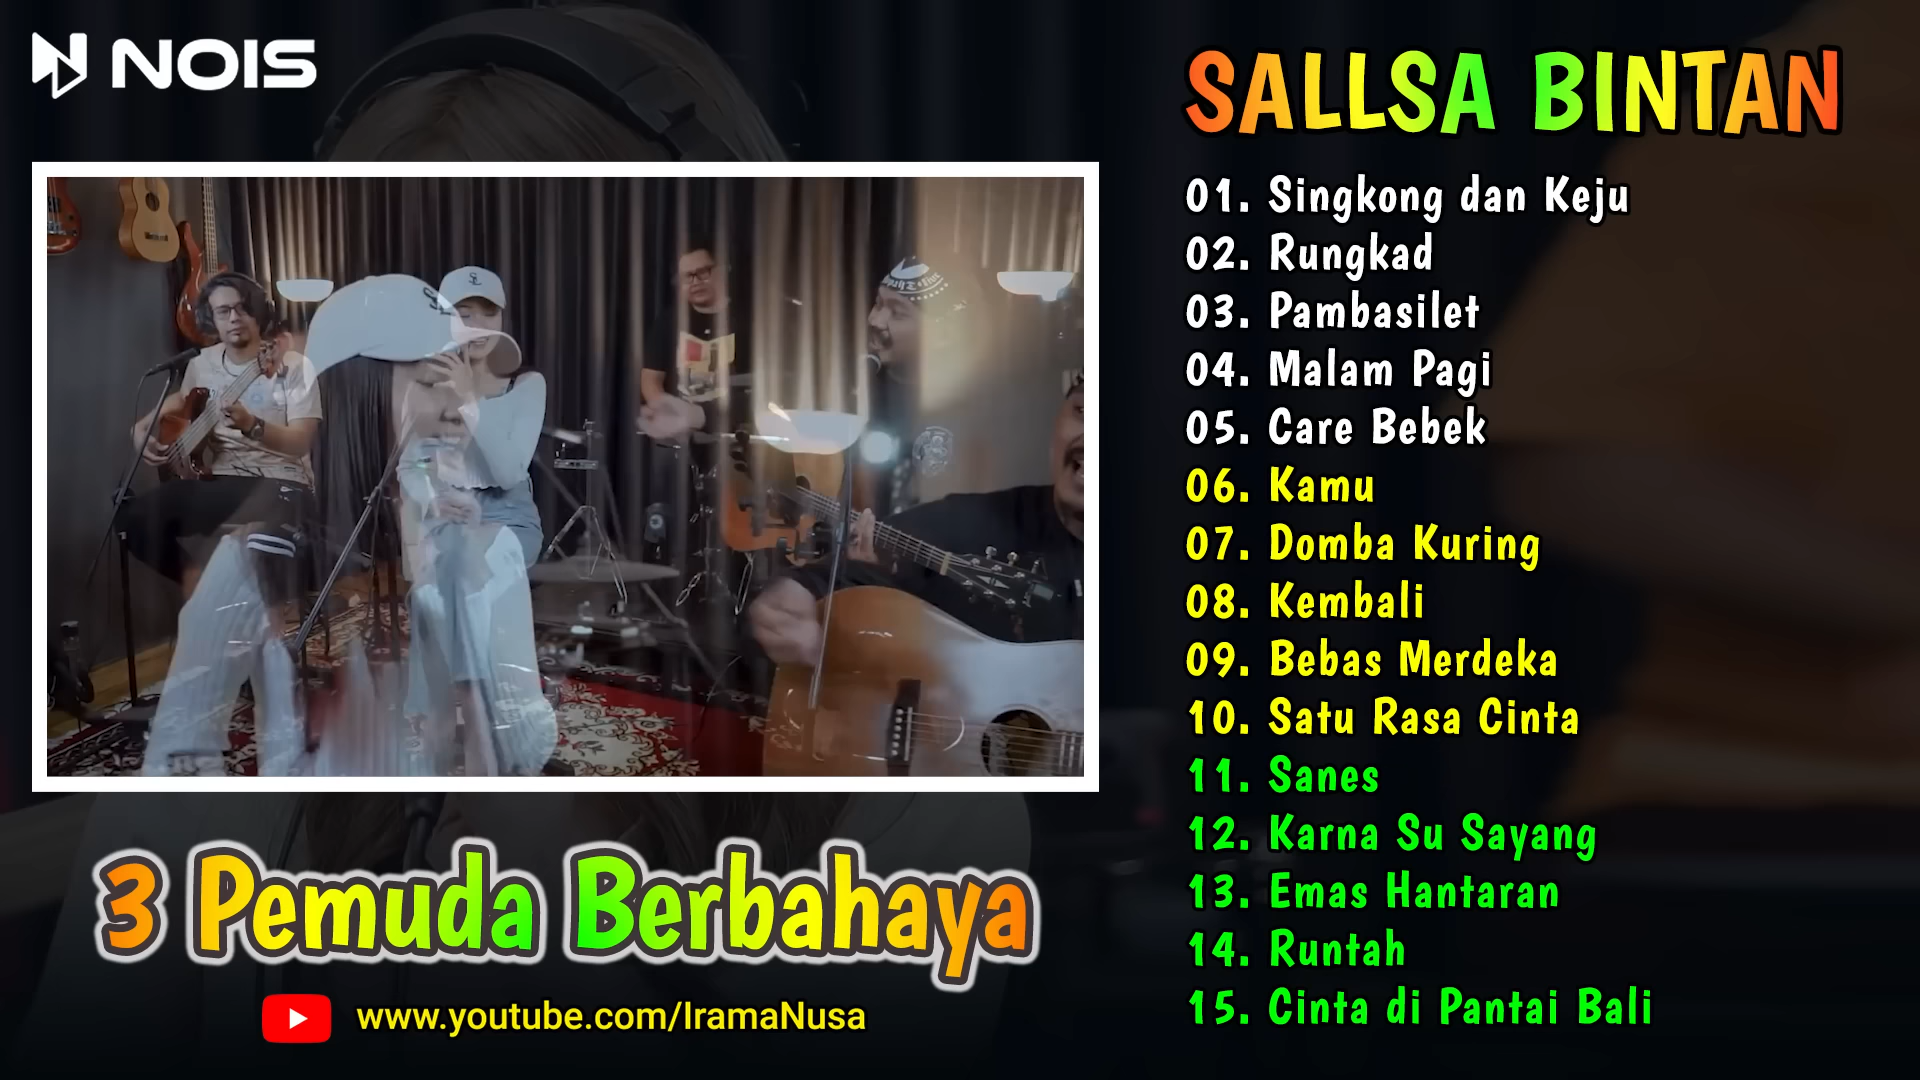 NOIS
SALLSA BINTAN
01. Singkong dan Keju
02. Rungkad
03. Pambasilet
04. Malam Pagi
05. Care Bebek
06. Kamu
07. Domba Kuring
08. Kembali
09. Bebas Merdeka
10. Satu Rasa Cinta
11. Sanes
12. Karna Su Sayang
13. Emas Hantaran
14. Runtah
15. Cinta di Pantai Bali
3 Pemuda Berbahaya
www.youtube.com/IramaNusa